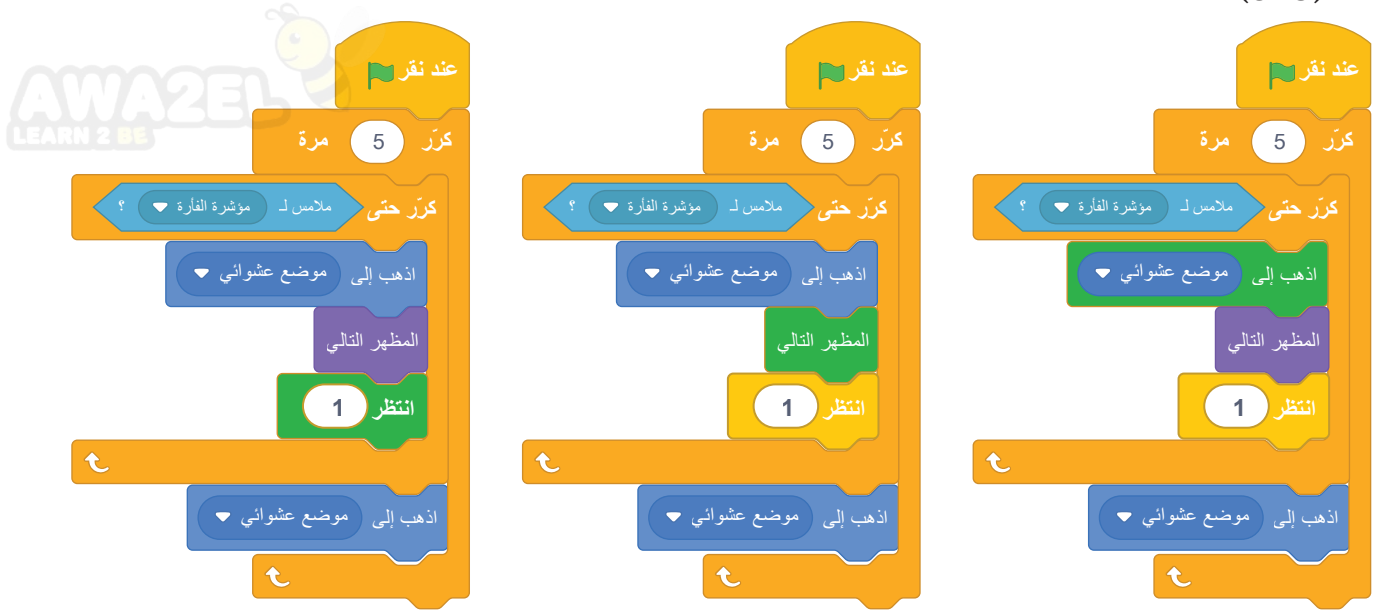 عند نقر
كرّر 5 مرة
كرّر حتى ملامس لـ مؤشرة الفأرة ؟
اذهب إلى موضع عشوائي
المظهر التالي
انتظر 1
اذهب إلى موضع عشوائي
عند نقر
كرّر 5 مرة
كرّر حتى ملامس لـ مؤشرة الفأرة ؟
اذهب إلى موضع عشوائي
المظهر التالي
انتظر 1
اذهب إلى موضع عشوائي
عند نقر
كرّر 5 مرة
كرّر حتى ملامس لـ مؤشرة الفأرة ؟
اذهب إلى موضع عشوائي
المظهر التالي
انتظر 1
اذهب إلى موضع عشوائي
AWA2EL
LEARN 2 BE